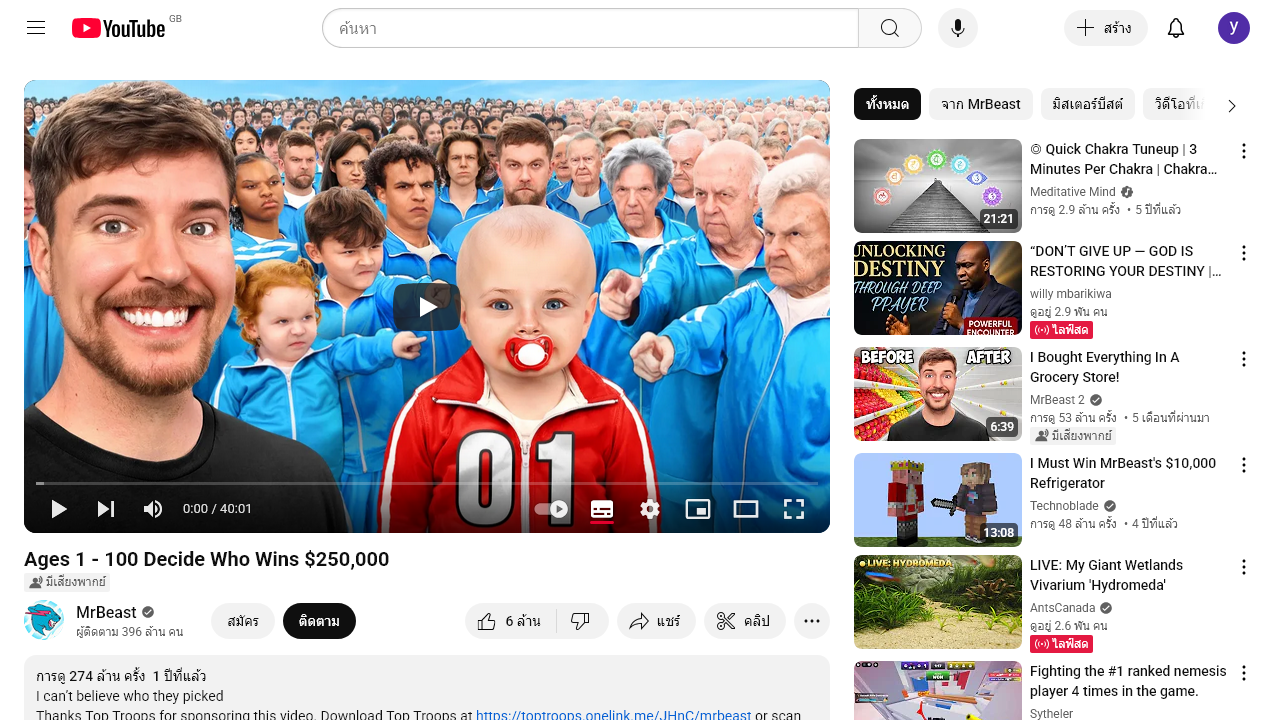 YouTube GB
ค้นหา
สร้าง
y
01
0:00 / 40:01
Ages 1 - 100 Decide Who Wins $250,000
มีเสียงพากย์
MrBeast
ผู้ติดตาม 396 ล้าน คน
สมัคร
ติดตาม
6 ล้าน
แชร์
คลิป
การดู 274 ล้าน ครั้ง 1 ปีที่แล้ว
I can't believe who they picked
Thanks Top Troops for sponsoring this video. Download Top Troops at https://toptroops.onelink.me/JHnC/mrbeast or scan
ทั้งหมด
จาก MrBeast
มิสเตอร์บีสต์
21:21
© Quick Chakra Tuneup | 3
Minutes Per Chakra | Chakra...
Meditative Mind
การดู 2.9 ล้าน ครั้ง • 5 ปีที่แล้ว
UNLOCKING
DESTINY
THROUGH DEEP
PRAYER
POWERFUL
ENCOUNTER
“DON'T GIVE UP — GOD IS
RESTORING YOUR DESTINY |...
willy mbarikiwa
ดูอยู่ 2.9 พัน คน
ไลฟ์สด
BEFORE AFTER
6:39
I Bought Everything In A
Grocery Store!
MrBeast 2
การดู 53 ล้าน ครั้ง • 5 เดือนที่ผ่านมา
มีเสียงพากย์
13:08
I Must Win MrBeast's $10,000
Refrigerator
Technoblade
การดู 48 ล้าน ครั้ง • 4 ปีที่แล้ว
LIVE: HYDROMEDA
LIVE: My Giant Wetlands
Vivarium 'Hydromeda'
AntsCanada
ดูอยู่ 2.6 พัน คน
ไลฟ์สด
WON
Fighting the #1 ranked nemesis
player 4 times in the game.
Sytheler